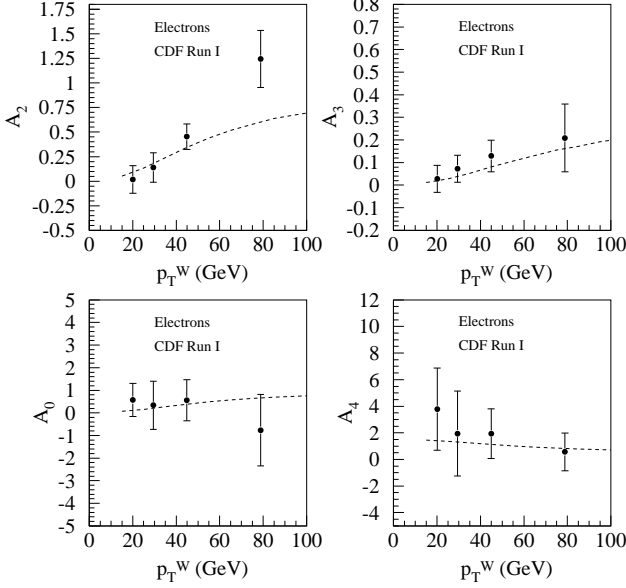 A2
1.75
1.5
1.25
1
0.75
0.5
0.25
0
-0.25
-0.5
Electrons
CDF Run I
0 20 40 60 80 100
pT W (GeV)
A3
0.8
0.7
0.6
0.5
0.4
0.3
0.2
0.1
0
-0.1
-0.2
Electrons
CDF Run I
0 20 40 60 80 100
pT W (GeV)
A0
5
4
3
2
1
0
-1
-2
-3
-4
-5
Electrons
CDF Run I
0 20 40 60 80 100
pT W (GeV)
A4
12
10
8
6
4
2
0
-2
-4
Electrons
CDF Run I
0 20 40 60 80 100
pT W (GeV)